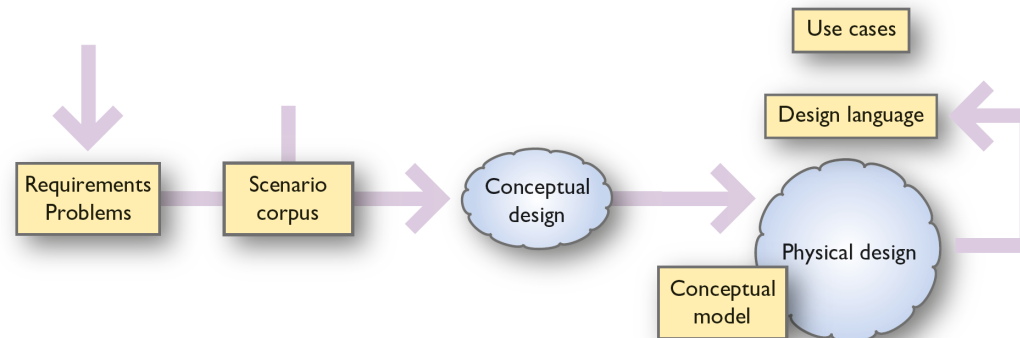 Use cases
Design language
Requirements
Problems
Scenario
corpus
Conceptual
design
Physical design
Conceptual
model